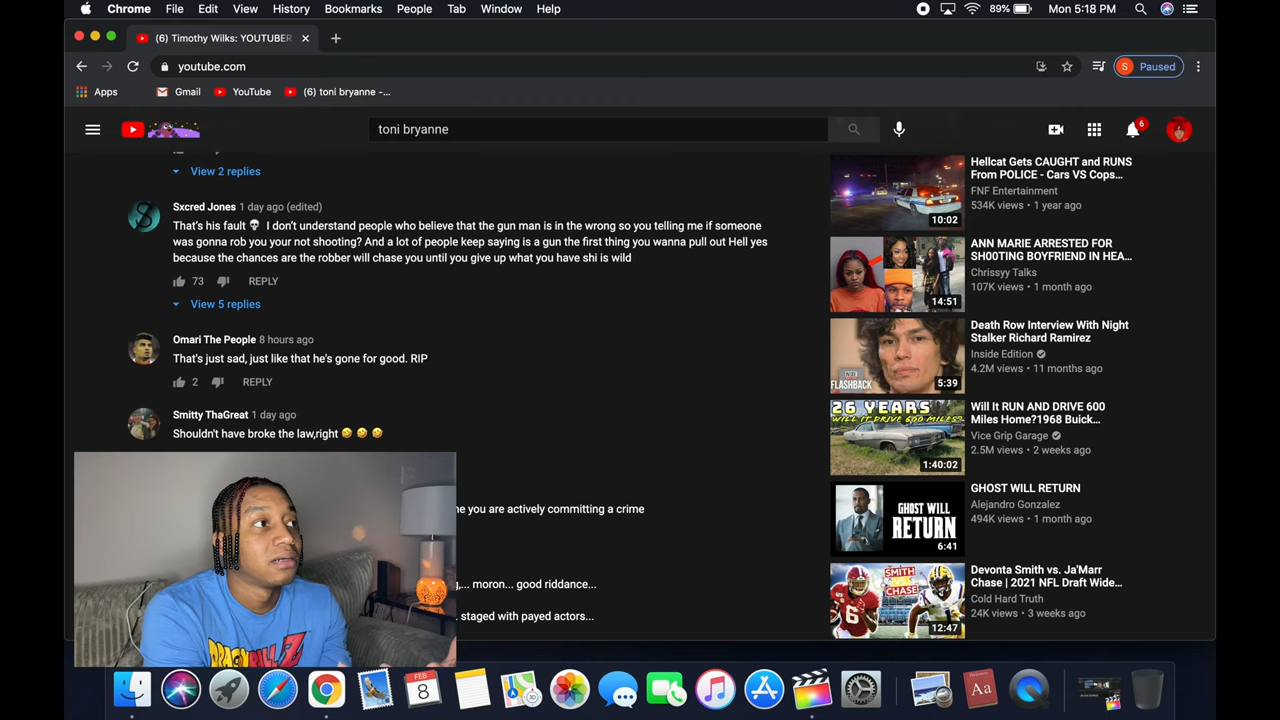 Chrome File Edit View History Bookmarks People Tab Window Help
89% Mon 5:18 PM
(6) Timothy Wilks: YOUTUBER
youtube.com
S Paused
Apps Gmail YouTube (6) toni bryanne -...
toni bryanne
6
View 2 replies
Sxcred Jones 1 day ago (edited)
That's his fault 💀 I don't understand people who believe that the gun man is in the wrong so you telling me if someone
was gonna rob you your not shooting? And a lot of people keep saying is a gun the first thing you wanna pull out Hell yes
because the chances are the robber will chase you until you give up what you have shi is wild
73 REPLY
View 5 replies
Omari The People 8 hours ago
That's just sad, just like that he's gone for good. RIP
2 REPLY
Smitty ThaGreat 1 day ago
Shouldn't have broke the law,right 🤣 🤣 🤣
you are actively committing a crime
moron... good riddance...
staged with payed actors...
Hellcat Gets CAUGHT and RUNS
From POLICE - Cars VS Cops...
FNF Entertainment
534K views • 1 year ago
10:02
ANN MARIE ARRESTED FOR
SH00TING BOYFRIEND IN HEA...
Chrissyy Talks
107K views • 1 month ago
14:51
Death Row Interview With Night
Stalker Richard Ramirez
Inside Edition
4.2M views • 11 months ago
FLASHBACK
5:39
Will It RUN AND DRIVE 600
Miles Home?1968 Buick...
Vice Grip Garage
2.5M views • 2 weeks ago
26 YEARS
WILL IT DRIVE 600 MILES?
1:40:02
GHOST WILL RETURN
Alejandro Gonzalez
494K views • 1 month ago
GHOST WILL
RETURN
6:41
Devonta Smith vs. Ja'Marr
Chase | 2021 NFL Draft Wide...
Cold Hard Truth
24K views • 3 weeks ago
SMITH
VS
CHASE
12:47
DRAGON BALL Z
FEB
8
Aa